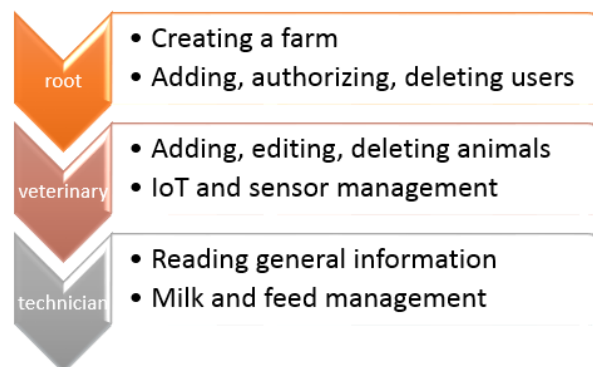 root
• Creating a farm
• Adding, authorizing, deleting users
veterinary
• Adding, editing, deleting animals
• IoT and sensor management
technician
• Reading general information
• Milk and feed management